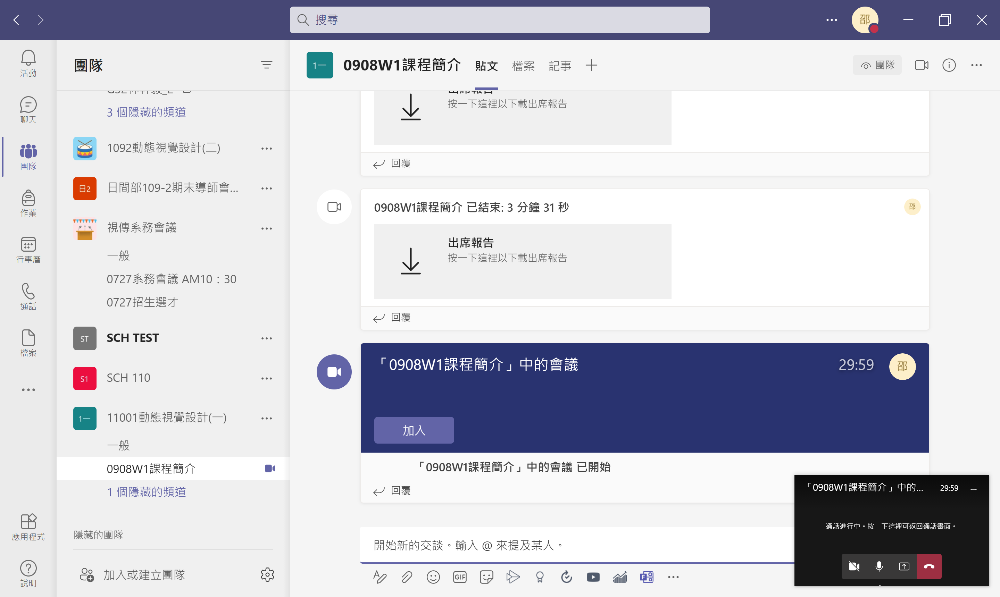 搜尋
邵
活動
聊天
團隊
作業
行事曆
通話
檔案
應用程式
說明
團隊
3 個隱藏的頻道
1092動態視覺設計(二)
日2
日間部109-2期末導師會...
視傳系務會議
一般
0727系務會議 AM10：30
0727招生選才
ST
SCH TEST
S1
SCH 110
1一
11001動態視覺設計(一)
一般
0908W1課程簡介
1 個隱藏的頻道
隱藏的團隊
加入或建立團隊
1一
0908W1課程簡介
貼文
檔案
記事
團隊
出席報告
按一下這裡以下載出席報告
回覆
0908W1課程簡介 已結束: 3 分鐘 31 秒
邵
出席報告
按一下這裡以下載出席報告
回覆
「0908W1課程簡介」中的會議
29:59
邵
加入
「0908W1課程簡介」中的會議 已開始
回覆
開始新的交談。輸入 @ 來提及某人。
GIF
「0908W1課程簡介」中的...
29:59
通話進行中。按一下這裡可返回通話畫面。